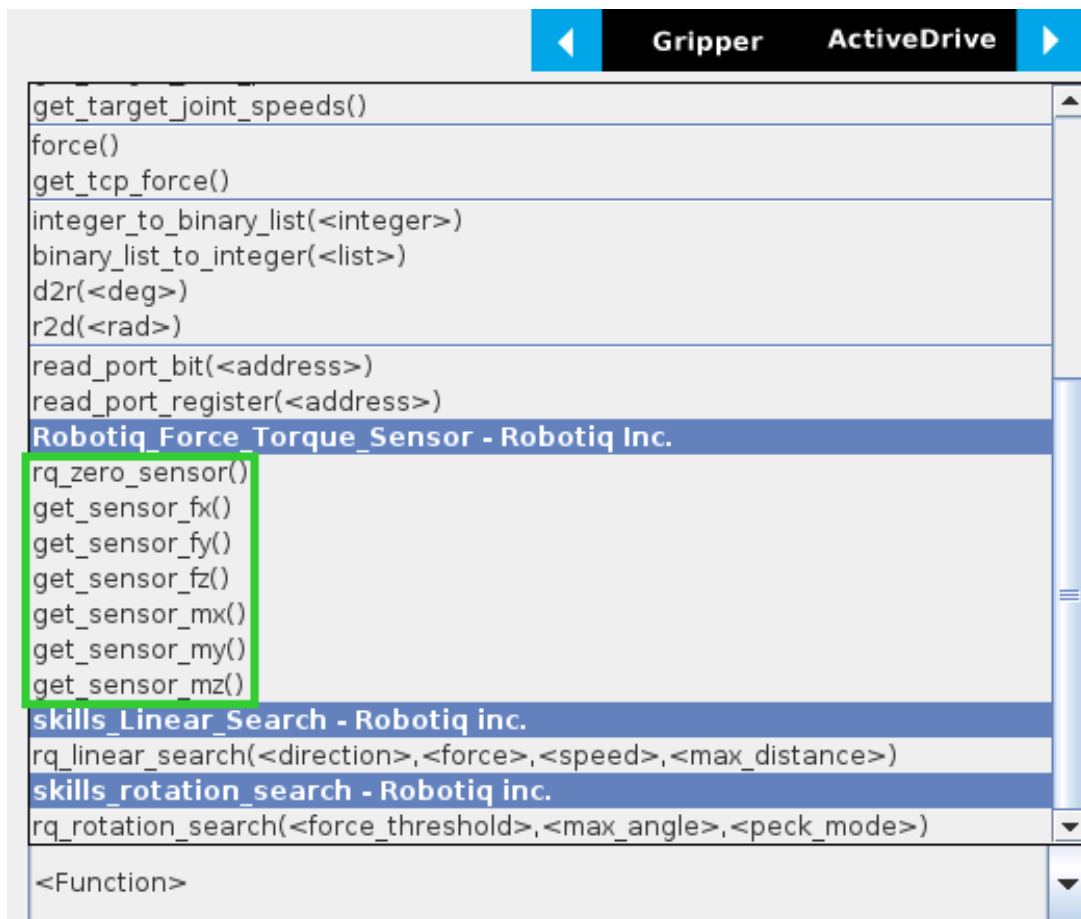 Gripper ActiveDrive
get_target_joint_speeds()
force()
get_tcp_force()
integer_to_binary_list(<integer>)
binary_list_to_integer(<list>)
d2r(<deg>)
r2d(<rad>)
read_port_bit(<address>)
read_port_register(<address>)
Robotiq_Force_Torque_Sensor - Robotiq Inc.
rq_zero_sensor()
get_sensor_fx()
get_sensor_fy()
get_sensor_fz()
get_sensor_mx()
get_sensor_my()
get_sensor_mz()
skills_Linear_Search - Robotiq inc.
rq_linear_search(<direction>,<force>,<speed>,<max_distance>)
skills_rotation_search - Robotiq inc.
rq_rotation_search(<force_threshold>,<max_angle>,<peck_mode>)
<Function>